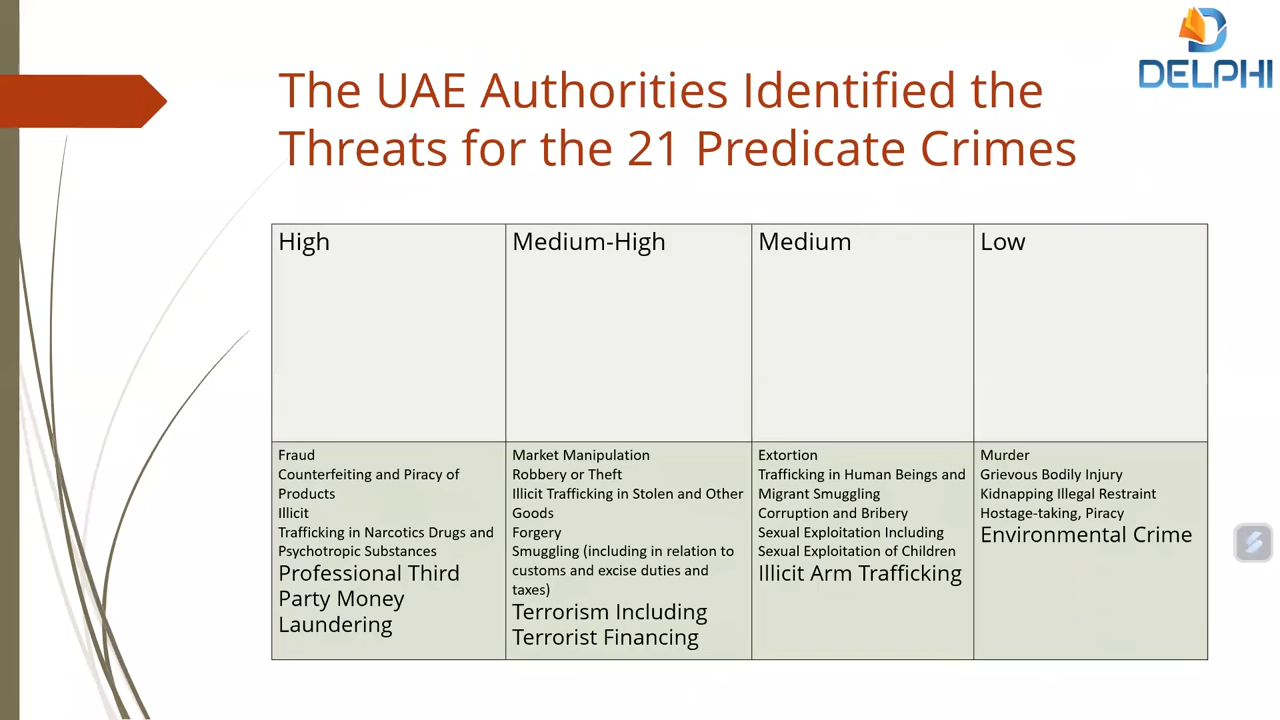 DELPHI
The UAE Authorities Identified the
Threats for the 21 Predicate Crimes
High
Medium-High
Medium
Low
Fraud
Counterfeiting and Piracy of
Products
Illicit
Trafficking in Narcotics Drugs and
Psychotropic Substances
Professional Third
Party Money
Laundering
Market Manipulation
Robbery or Theft
Illicit Trafficking in Stolen and Other
Goods
Forgery
Smuggling (including in relation to
customs and excise duties and
taxes)
Terrorism Including
Terrorist Financing
Extortion
Trafficking in Human Beings and
Migrant Smuggling
Corruption and Bribery
Sexual Exploitation Including
Sexual Exploitation of Children
Illicit Arm Trafficking
Murder
Grievous Bodily Injury
Kidnapping Illegal Restraint
Hostage-taking, Piracy
Environmental Crime